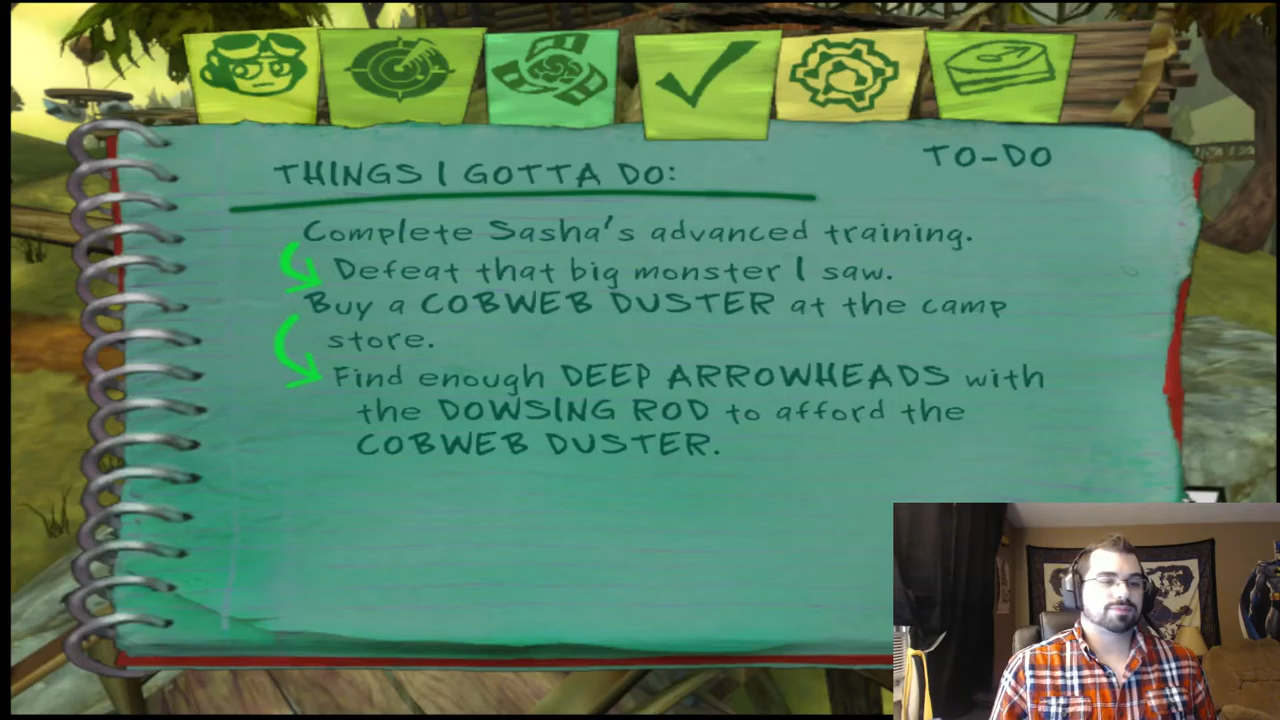 TO-DO
THINGS I GOTTA DO:
Complete Sasha's advanced training.
Defeat that big monster I saw.
Buy a COBWEB DUSTER at the camp
store.
Find enough DEEP ARROWHEADS with
the DOWSING ROD to afford the
COBWEB DUSTER.